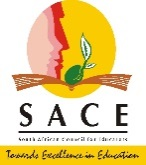 SACE
South African Council for Educators
Towards Excellence in Education